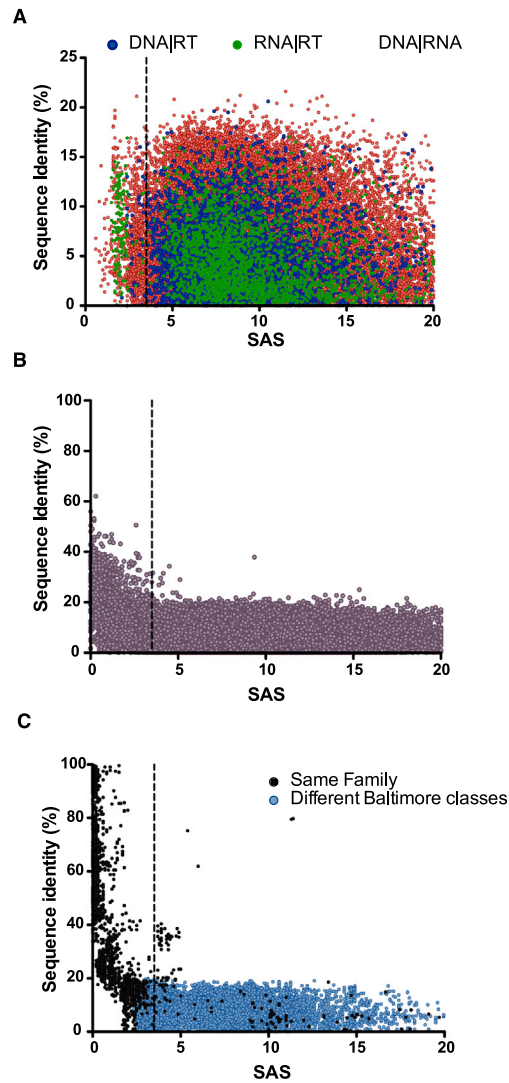 A
DNA|RT RNA|RT DNA|RNA
25
20
15
10
5
0
Sequence Identity (%)
0 5 10 15 20
SAS
B
100
80
60
40
20
0
Sequence Identity (%)
0 5 10 15 20
SAS
C
Same Family
Different Baltimore classes
100
80
60
40
20
0
Sequence identity (%)
0 5 10 15 20
SAS